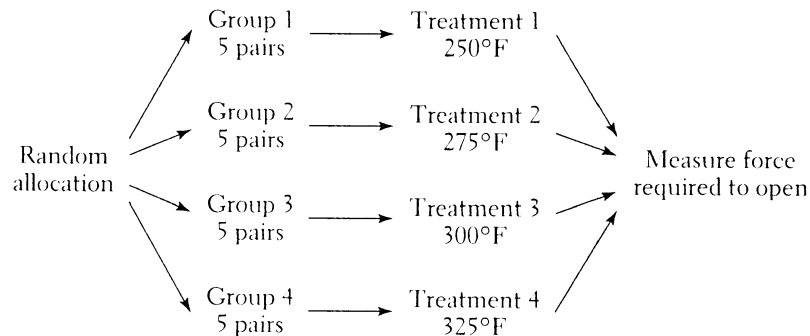 Random
allocation
Group 1
5 pairs
Treatment 1
250°F
Group 2
5 pairs
Treatment 2
275°F
Group 3
5 pairs
Treatment 3
300°F
Group 4
5 pairs
Treatment 4
325°F
Measure force
required to open